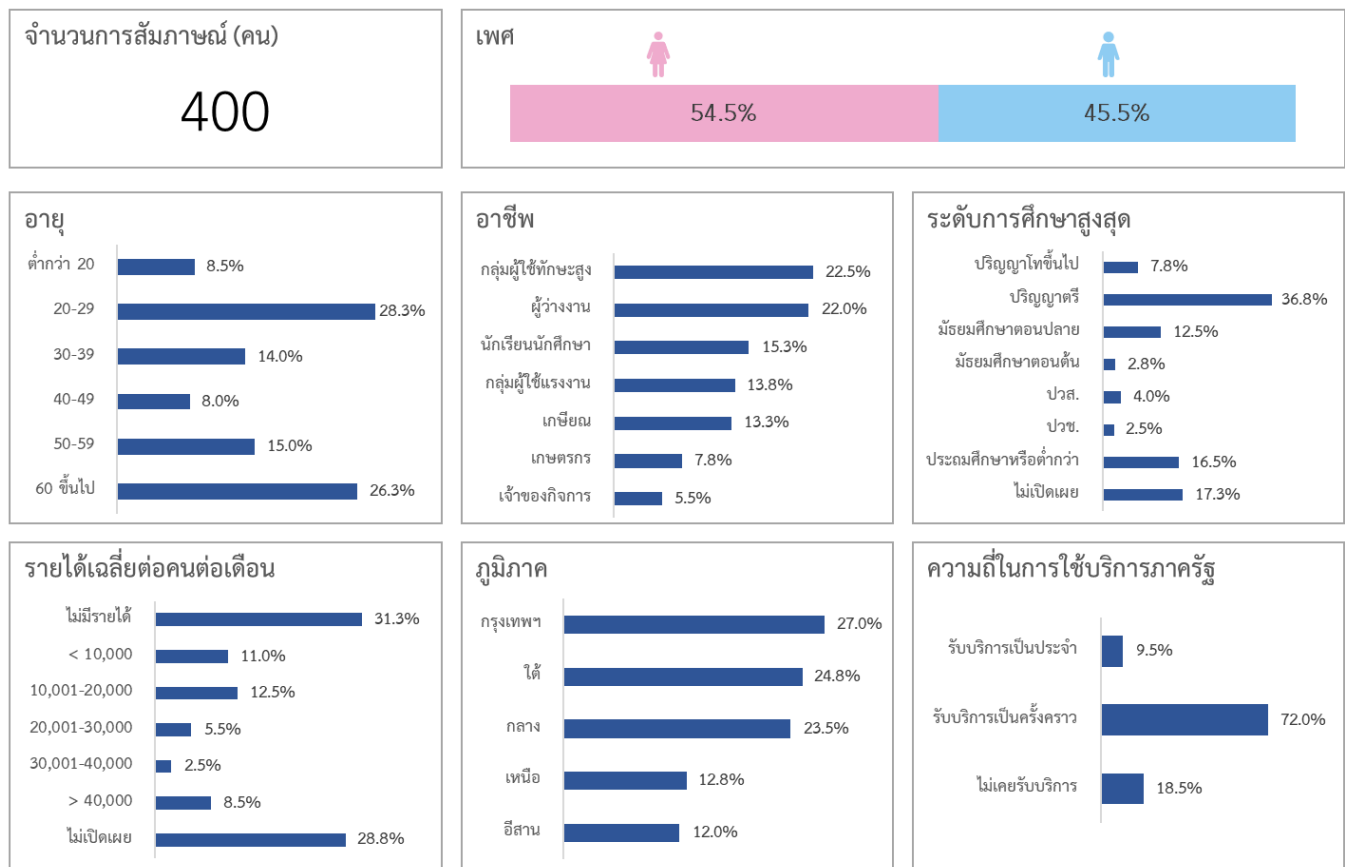 จำนวนการสัมภาษณ์ (คน)
400
เพศ
54.5%
45.5%
อายุ
ต่ำกว่า 20
8.5%
20-29
28.3%
30-39
14.0%
40-49
8.0%
50-59
15.0%
60 ขึ้นไป
26.3%
อาชีพ
กลุ่มผู้ใช้ทักษะสูง
22.5%
ผู้ว่างงาน
22.0%
นักเรียนนักศึกษา
15.3%
กลุ่มผู้ใช้แรงงาน
13.8%
เกษียณ
13.3%
เกษตรกร
7.8%
เจ้าของกิจการ
5.5%
ระดับการศึกษาสูงสุด
ปริญญาโทขึ้นไป
7.8%
ปริญญาตรี
36.8%
มัธยมศึกษาตอนปลาย
12.5%
มัธยมศึกษาตอนต้น
2.8%
ปวส.
4.0%
ปวช.
2.5%
ประถมศึกษาหรือต่ำกว่า
16.5%
ไม่เปิดเผย
17.3%
รายได้เฉลี่ยต่อคนต่อเดือน
ไม่มีรายได้
31.3%
< 10,000
11.0%
10,001-20,000
12.5%
20,001-30,000
5.5%
30,001-40,000
2.5%
> 40,000
8.5%
ไม่เปิดเผย
28.8%
ภูมิภาค
กรุงเทพฯ
27.0%
ใต้
24.8%
กลาง
23.5%
เหนือ
12.8%
อีสาน
12.0%
ความถี่ในการใช้บริการภาครัฐ
รับบริการเป็นประจำ
9.5%
รับบริการเป็นครั้งคราว
72.0%
ไม่เคยรับบริการ
18.5%